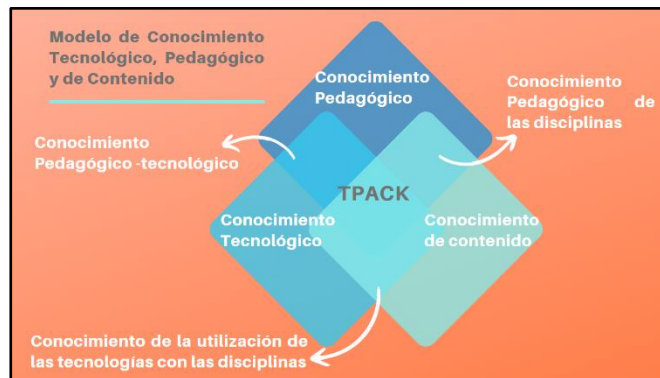 Modelo de Conocimiento
Tecnológico, Pedagógico
y de Contenido
Conocimiento
Pedagógico
Conocimiento
Pedagógico de
las disciplinas
Conocimiento
Pedagógico -tecnológico
TPACK
Conocimiento
Tecnológico
Conocimiento
de contenido
Conocimiento de la utilización de
las tecnologías con las disciplinas